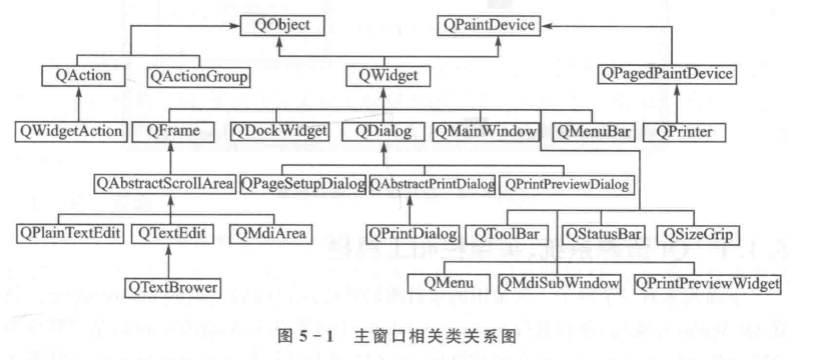 QObject QPaintDevice
QAction QActionGroup QWidget QPagedPaintDevice
QWidgetAction QFrame QDockWidget QDialog QMainWindow QMenuBar QPrinter
QAbstractScrollArea QPageSetupDialog QAbstractPrintDialog QPrintPreviewDialog
QPlainTextEdit QTextEdit QMdiArea QPrintDialog QToolBar QStatusBar QSizeGrip
QTextBrower QMenu QMdiSubWindow QPrintPreviewWidget
图 5-1 主窗口相关类关系图